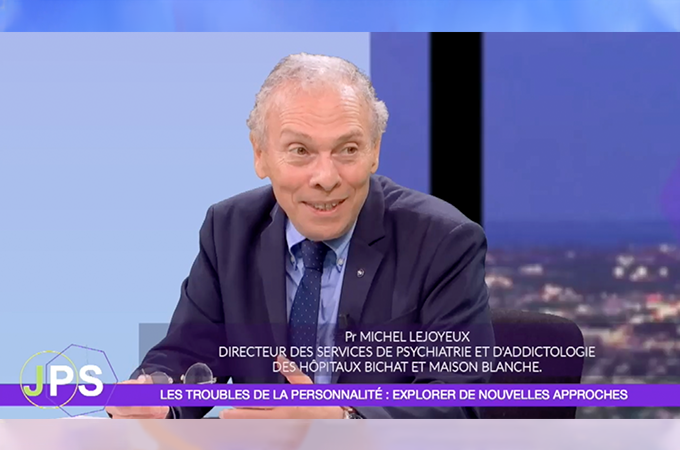 Pr MICHEL LEJOYEUX
DIRECTEUR DES SERVICES DE PSYCHIATRIE ET D'ADDICTOLOGIE
DES HÔPITAUX BICHAT ET MAISON BLANCHE.
JPS
LES TROUBLES DE LA PERSONNALITÉ : EXPLORER DE NOUVELLES APPROCHES